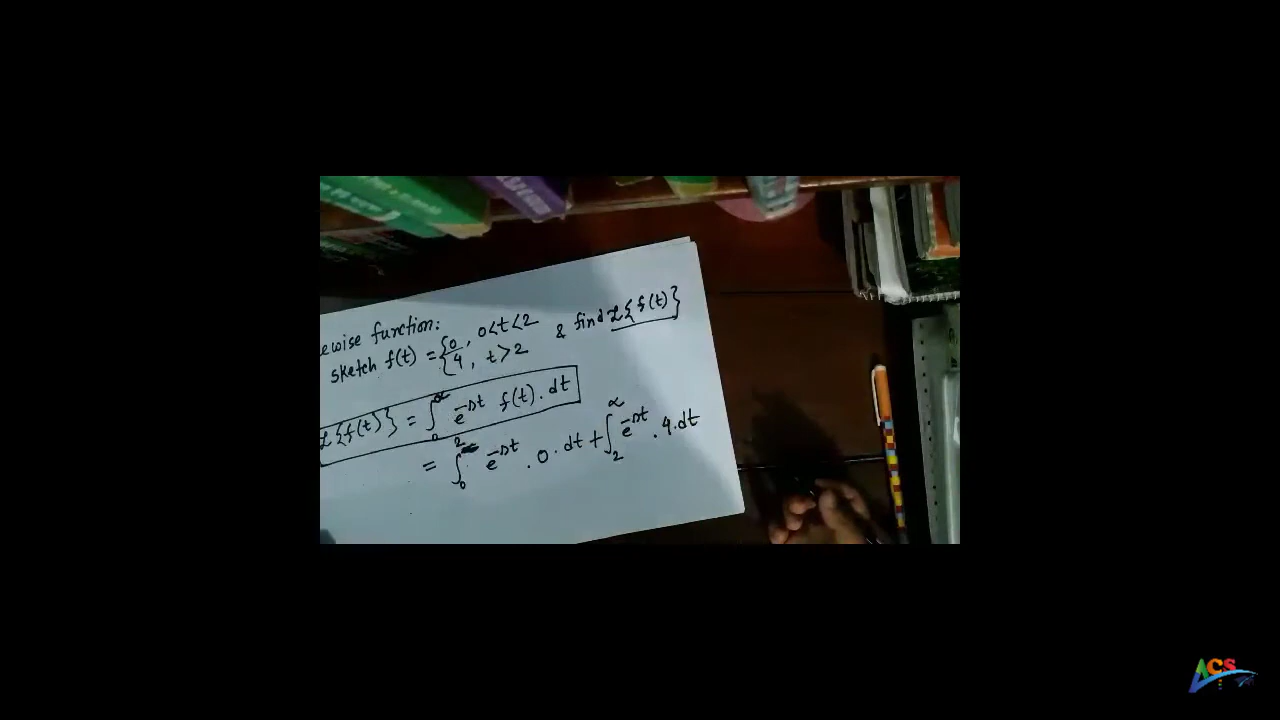 ewise function:
sketch f(t) = {0, 0<t<2
{4, t>2 & find ℒ{f(t)}
ℒ{f(t)} = ∫₀^∞ e^-st f(t).dt
= ∫₀² e^-st . 0. dt + ∫₂^∞ e^-st . 4.dt
ACS